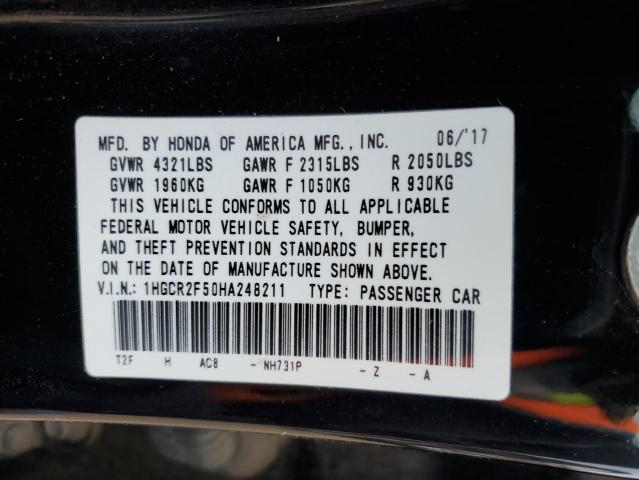 MFD. BY HONDA OF AMERICA MFG., INC. 06/'17
GVWR 4321LBS GAWR F 2315LBS R 2050LBS
GVWR 1960KG GAWR F 1050KG R 930KG
THIS VEHICLE CONFORMS TO ALL APPLICABLE
FEDERAL MOTOR VEHICLE SAFETY, BUMPER,
AND THEFT PREVENTION STANDARDS IN EFFECT
ON THE DATE OF MANUFACTURE SHOWN ABOVE.
V.I.N.: 1HGCR2F50HA248211 TYPE: PASSENGER CAR
T2F H AC8 - NH731P - Z - A